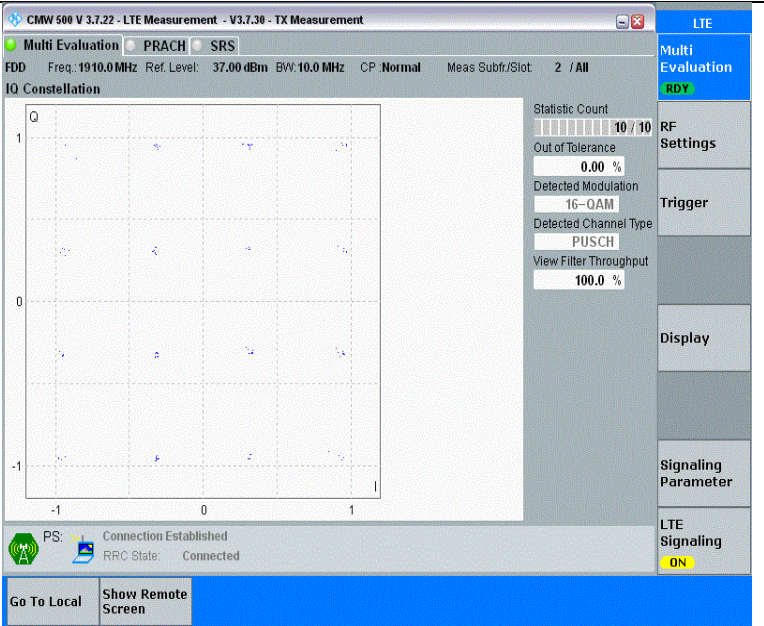 CMW 500 V 3.7.22 - LTE Measurement - V3.7.30 - TX Measurement
LTE
Multi Evaluation PRACH SRS
Multi
Evaluation
RDY
FDD Freq.: 1910.0 MHz Ref. Level: 37.00 dBm BW: 10.0 MHz CP :Normal Meas Subfr./Slot: 2 / All
IQ Constellation
Q
1
0
-1
-1 0 1
I
Statistic Count
10 / 10
Out of Tolerance
0.00 %
Detected Modulation
16-QAM
Detected Channel Type
PUSCH
View Filter Throughput
100.0 %
RF
Settings
Trigger
Display
Signaling
Parameter
LTE
Signaling
ON
PS: Connection Established
RRC State: Connected
Go To Local
Show Remote
Screen